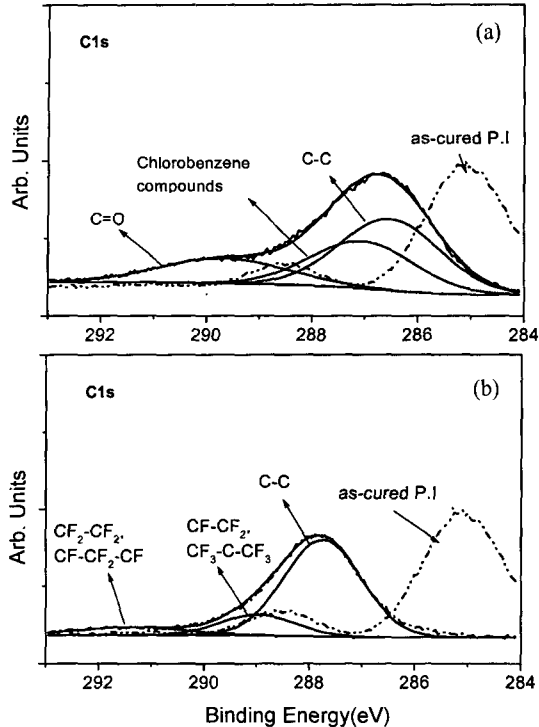 C1s
(a)
as-cured P.I
C-C
Chlorobenzene
compounds
C=O
Arb. Units
292
290
288
286
284
C1s
(b)
C-C
as-cured P.I
CF₂-CF₂,
CF-CF₂-CF
CF-CF₂,
CF₃-C-CF₃
Arb. Units
292
290
288
286
284
Binding Energy(eV)